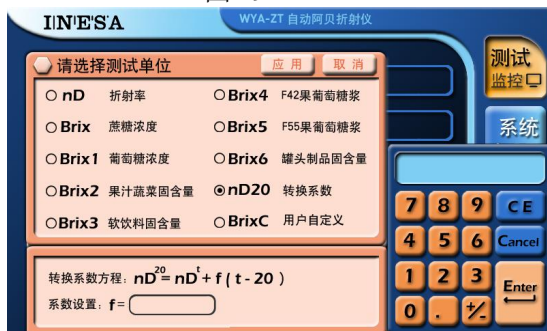 INESA
WYA-ZT 自动阿贝折射仪
请选择测试单位
应 用
取 消
nD 折射率
Brix4 F42果葡萄糖浆
Brix 蔗糖浓度
Brix5 F55果葡萄糖浆
Brix1 葡萄糖浓度
Brix6 罐头制品固含量
Brix2 果汁蔬菜固含量
nD20 转换系数
Brix3 软饮料固含量
BrixC 用户自定义
转换系数方程：nD²⁰= nDᵗ + f ( t - 20 ）
系数设置：f=
测试
监控
系统
7 8 9 CE
4 5 6 Cancel
1 2 3 Enter
0 . +/-